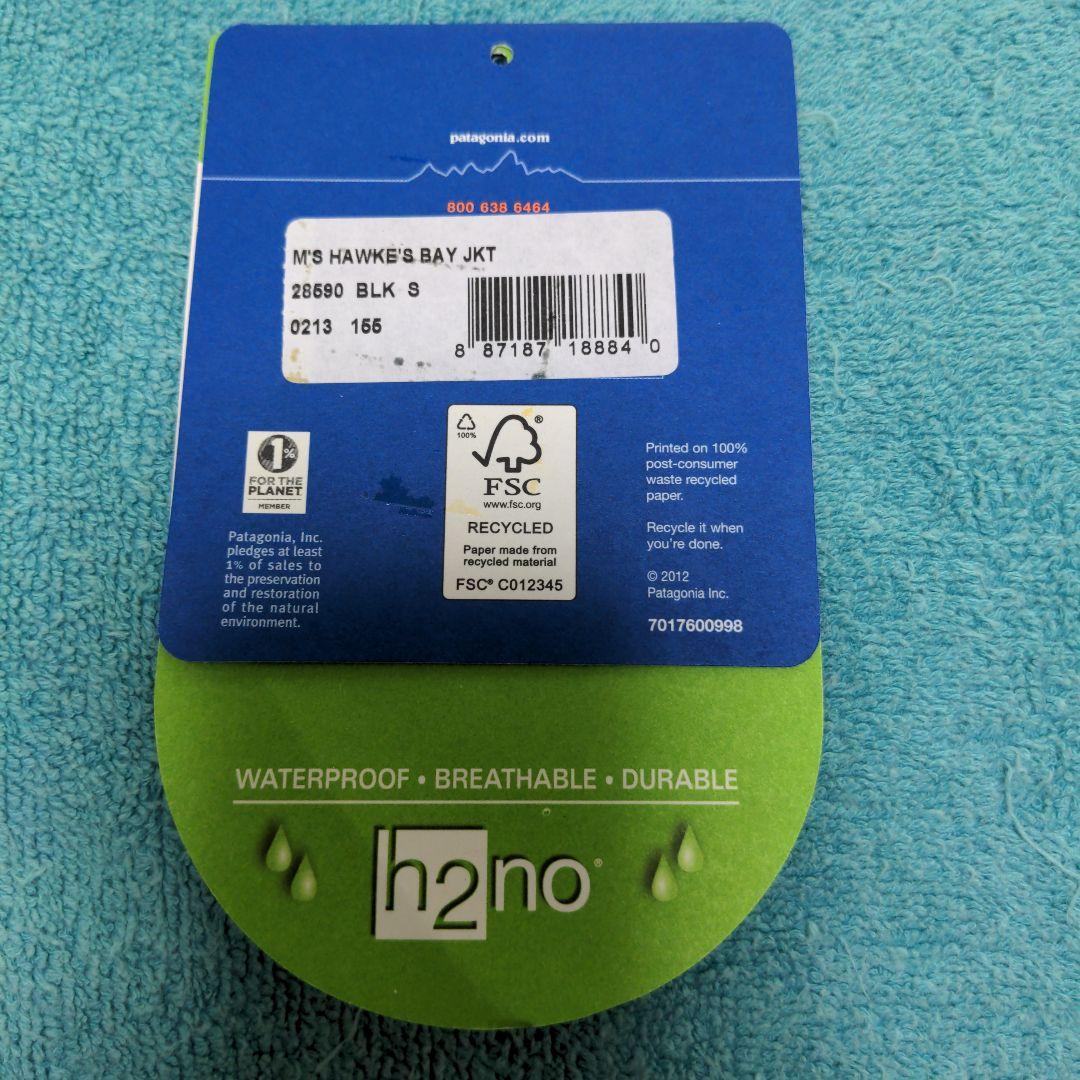 patagonia.com
800 638 6464
M'S HAWKE'S BAY JKT
28590 BLK S
0213 155
8 87187 18884 0
1%
FOR THE
PLANET
MEMBER
Patagonia, Inc.
pledges at least
1% of sales to
the preservation
and restoration
of the natural
environment.
100%
®
FSC
www.fsc.org
RECYCLED
Paper made from
recycled material
FSC® C012345
Printed on 100%
post-consumer
waste recycled
paper.
Recycle it when
you're done.
© 2012
Patagonia Inc.
7017600998
WATERPROOF • BREATHABLE • DURABLE
h2no®